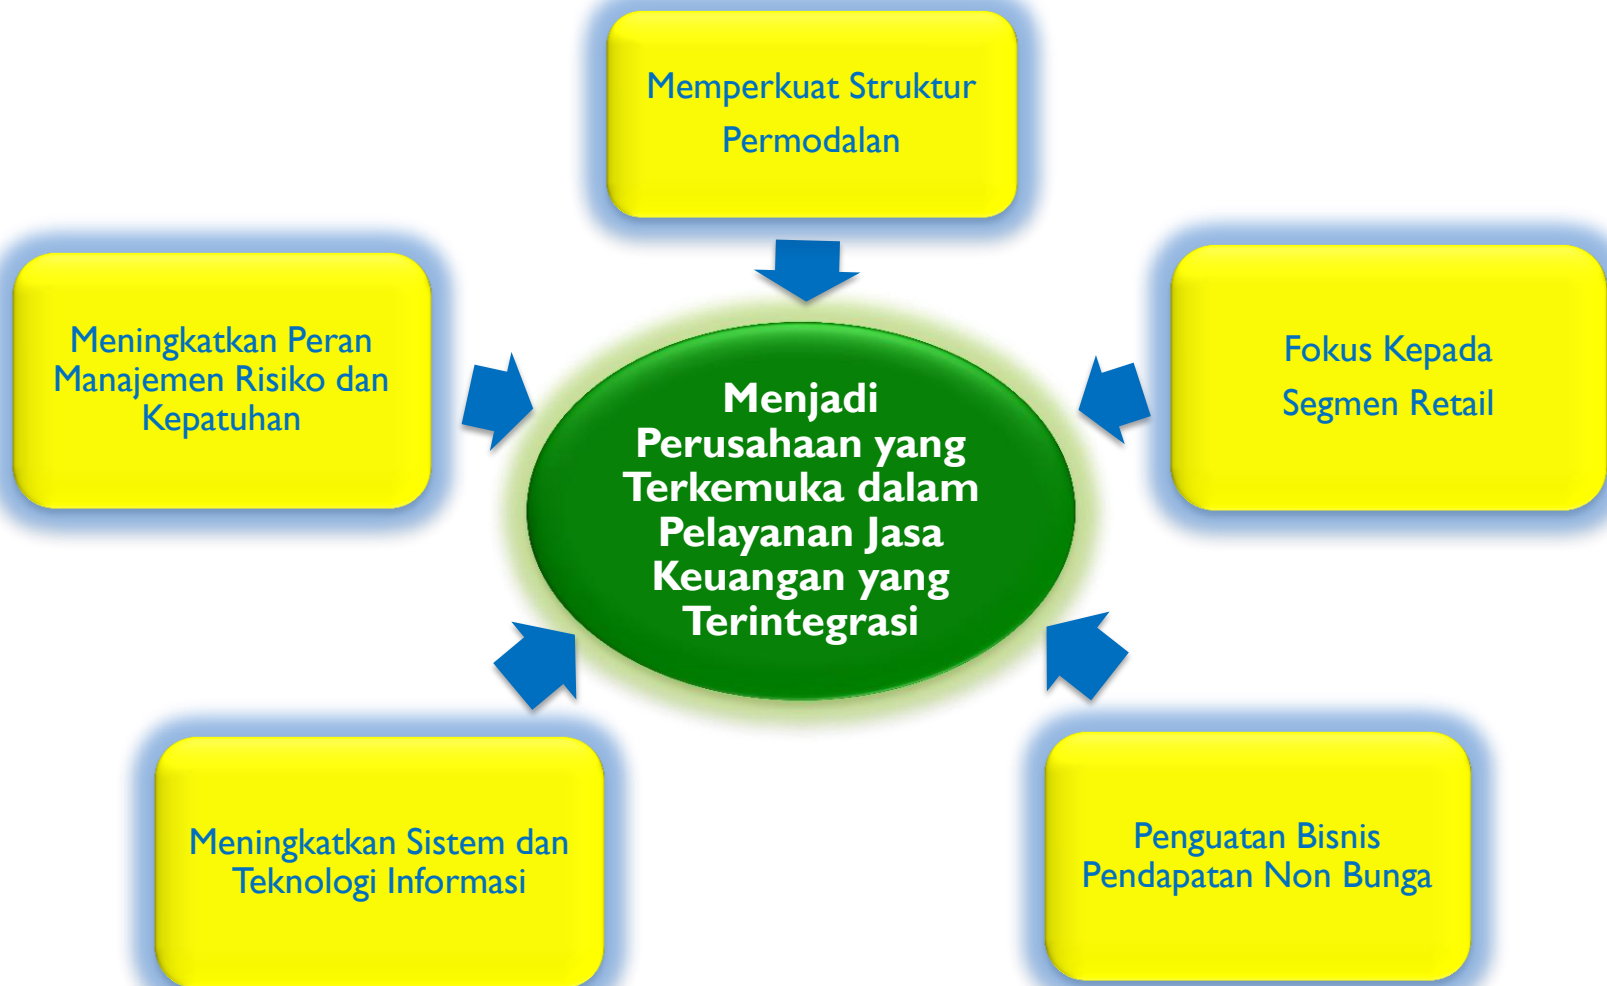 Memperkuat Struktur
Permodalan
Meningkatkan Peran
Manajemen Risiko dan
Kepatuhan
Fokus Kepada
Segmen Retail
Menjadi
Perusahaan yang
Terkemuka dalam
Pelayanan Jasa
Keuangan yang
Terintegrasi
Meningkatkan Sistem dan
Teknologi Informasi
Penguatan Bisnis
Pendapatan Non Bunga